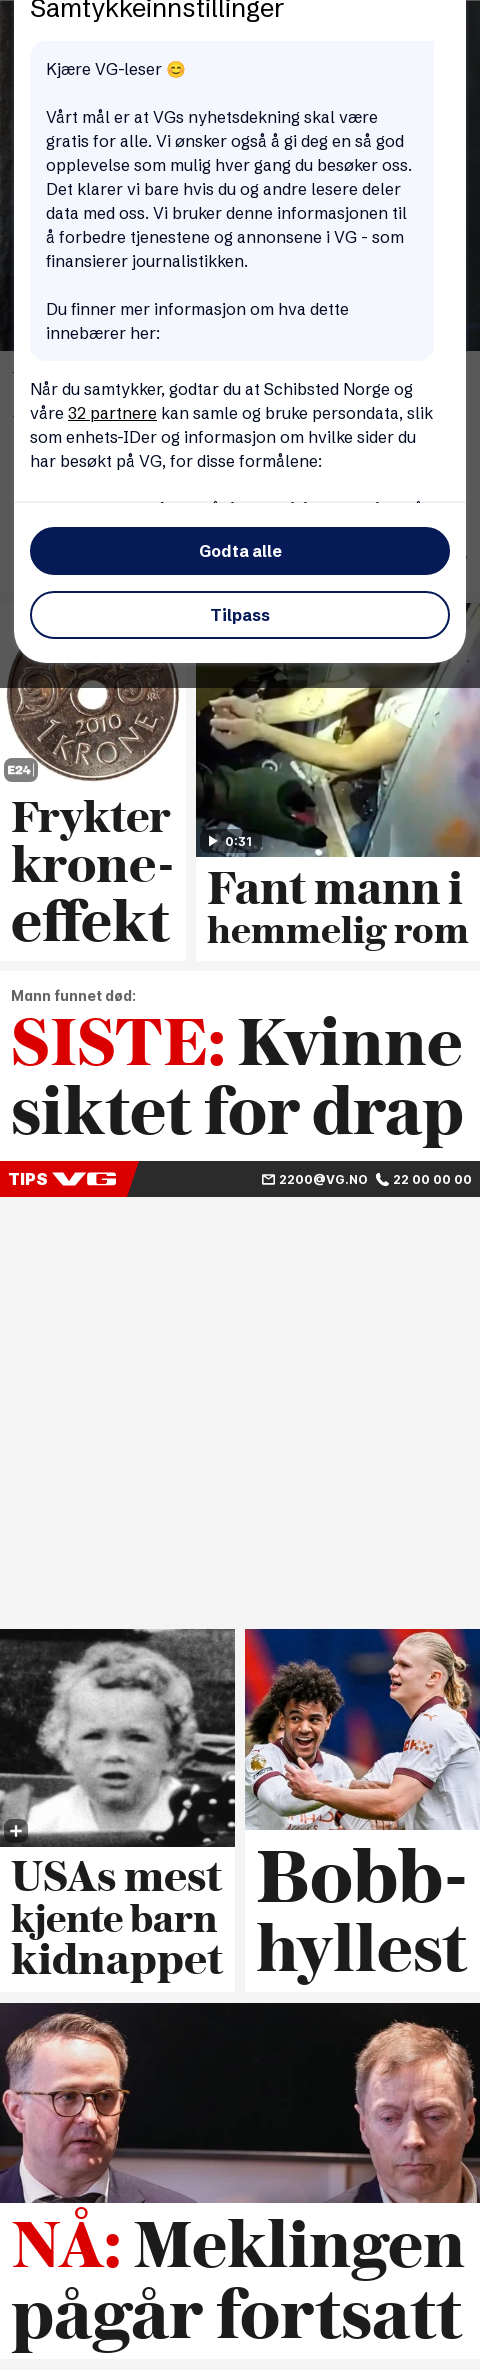 Samtykkeinnstillinger
Kjære VG-leser 😊
Vårt mål er at VGs nyhetsdekning skal være
gratis for alle. Vi ønsker også å gi deg en så god
opplevelse som mulig hver gang du besøker oss.
Det klarer vi bare hvis du og andre lesere deler
data med oss. Vi bruker denne informasjonen til
å forbedre tjenestene og annonsene i VG - som
finansierer journalistikken.
Du finner mer informasjon om hva dette
innebærer her:
Når du samtykker, godtar du at Schibsted Norge og
våre 32 partnere kan samle og bruke persondata, slik
som enhets-IDer og informasjon om hvilke sider du
har besøkt på VG, for disse formålene:
Godta alle
Tilpass
2010
1 KRONE
E24
0:31
Frykter
krone-
effekt
Fant mann i
hemmelig rom
Mann funnet død:
SISTE: Kvinne
siktet for drap
TIPS VG
2200@VG.NO 22 00 00 00
USAs mest
kjente barn
kidnappet
Bobb-
hyllest
NÅ: Meklingen
pågår fortsatt